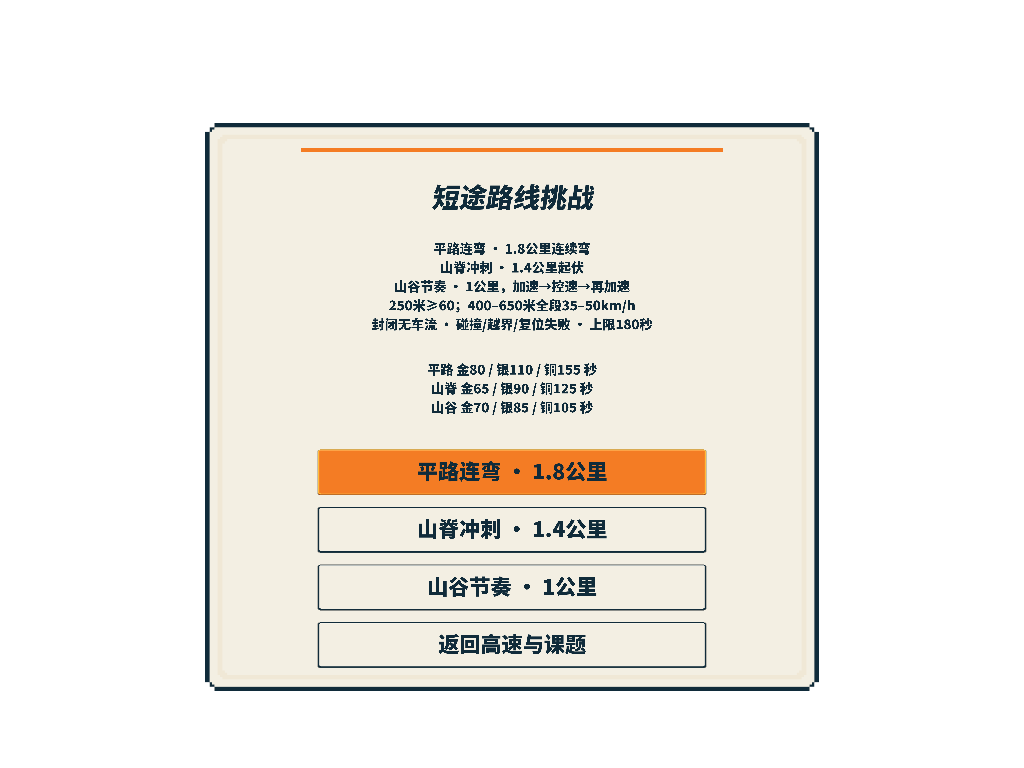 短途路线挑战
平路连弯 · 1.8公里连续弯
山脊冲刺 · 1.4公里起伏
山谷节奏 · 1公里，加速→控速→再加速
250米≥60；400–650米全段35–50km/h
封闭无车流 · 碰撞/越界/复位失败 · 上限180秒
平路 金80 / 银110 / 铜155 秒
山脊 金65 / 银90 / 铜125 秒
山谷 金70 / 银85 / 铜105 秒
平路连弯 · 1.8公里
山脊冲刺 · 1.4公里
山谷节奏 · 1公里
返回高速与课题